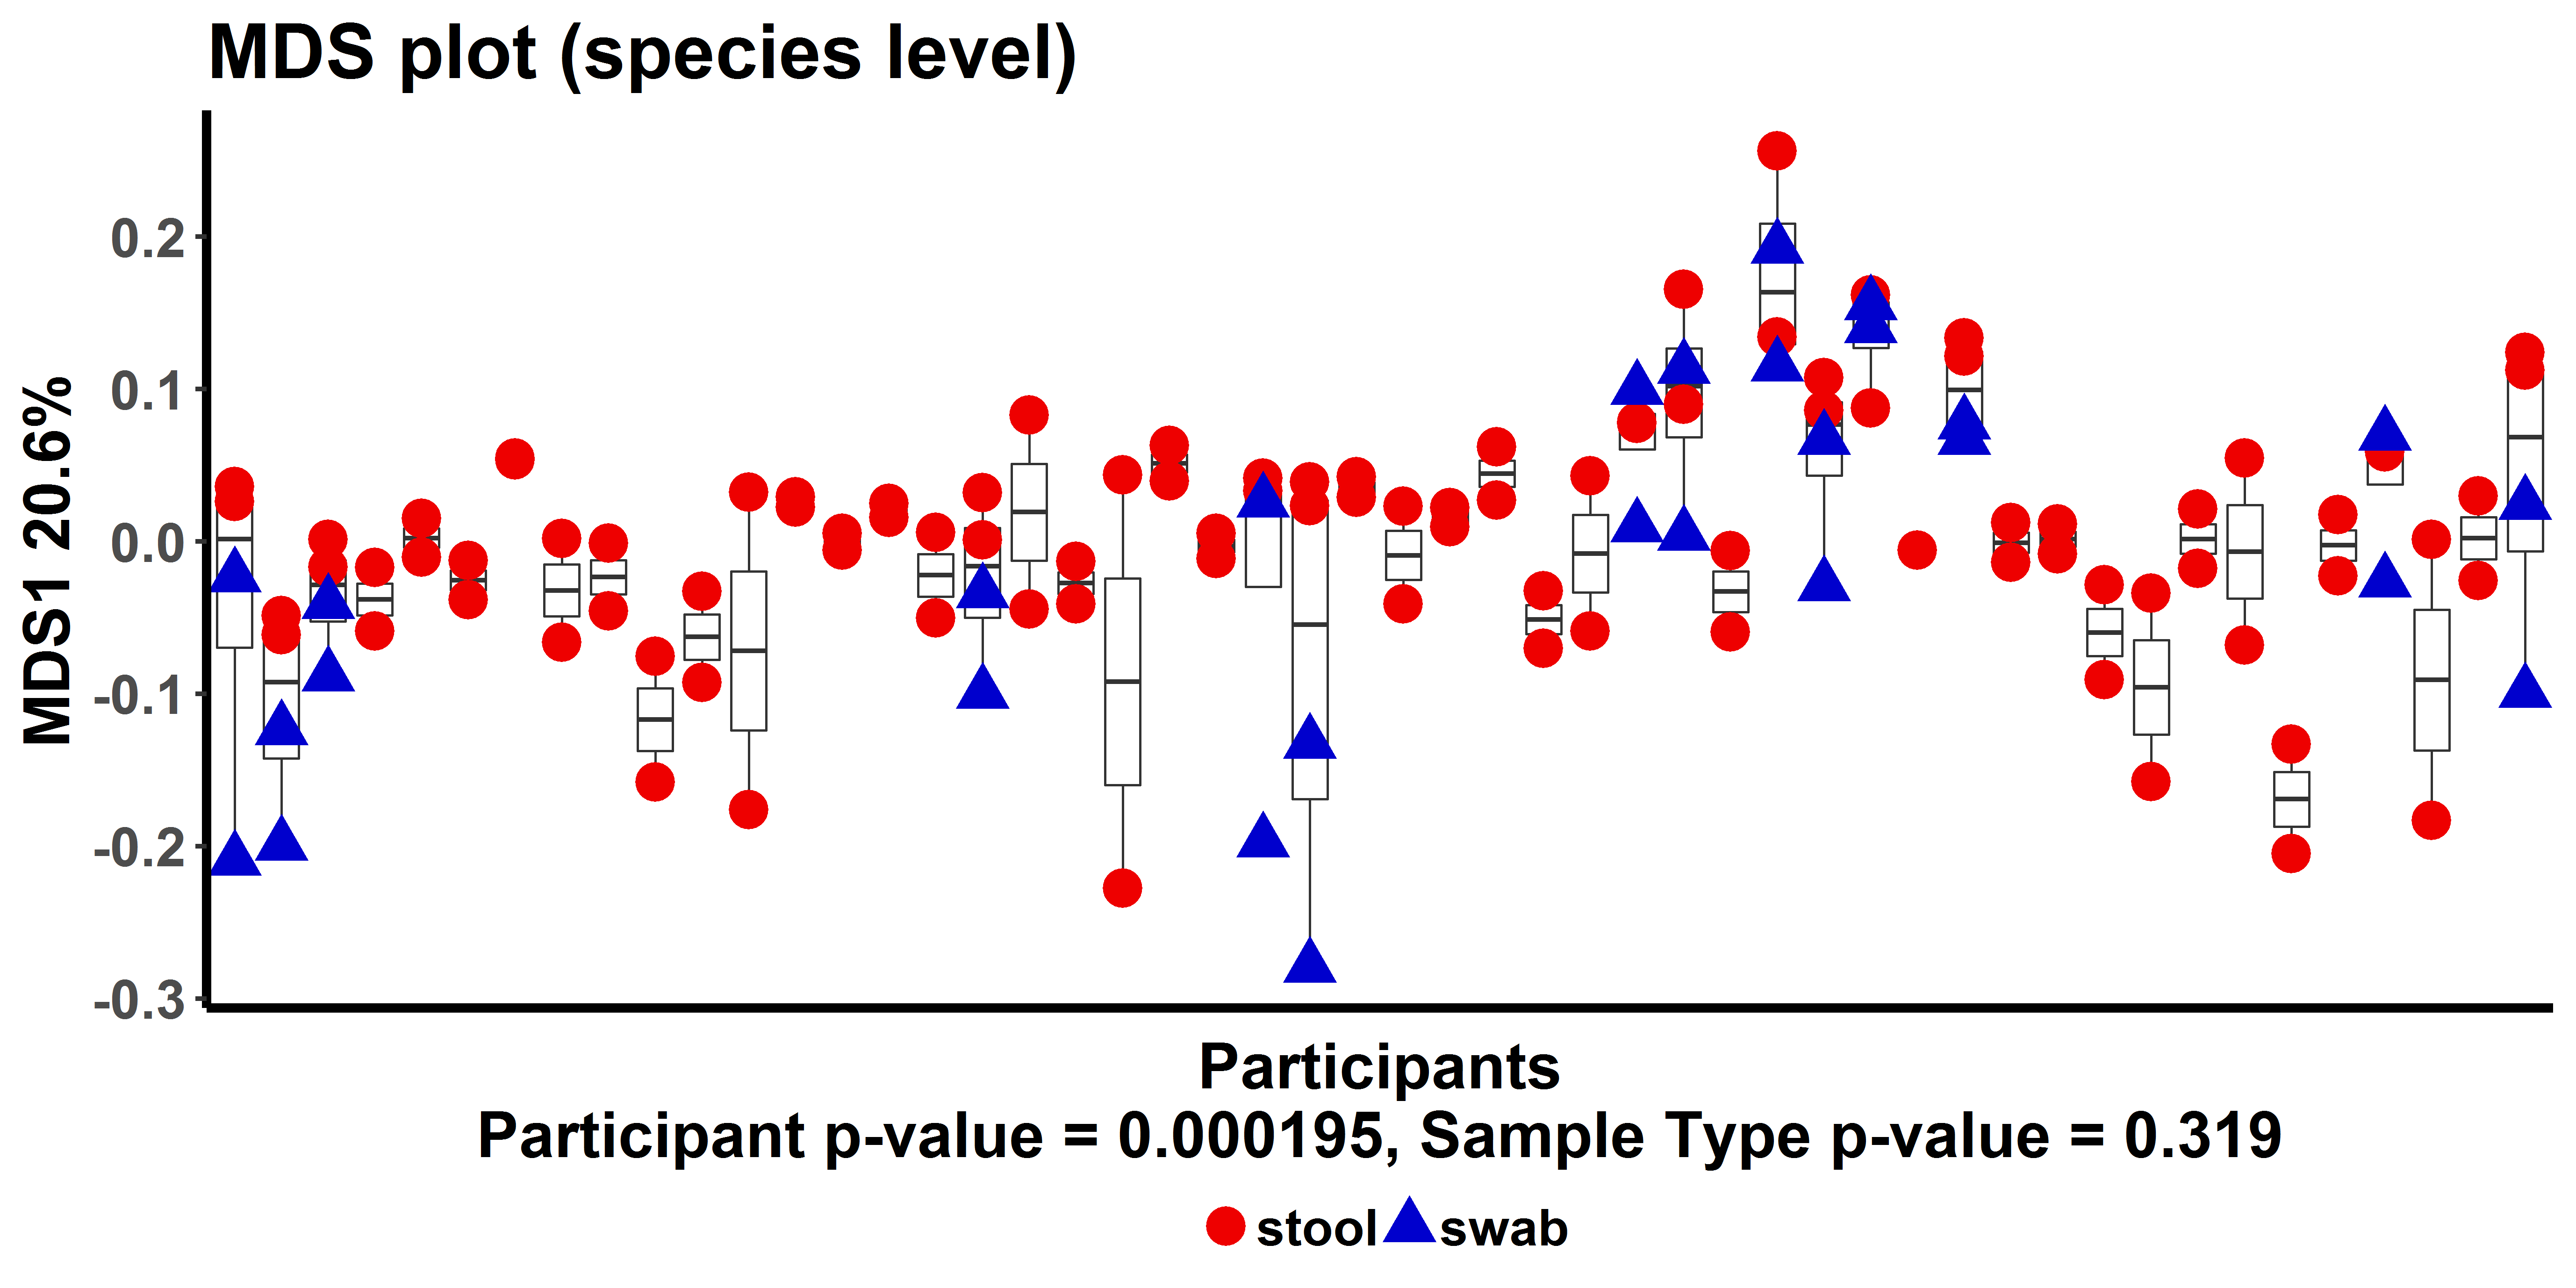 MDS plot (species level)
MDS1 20.6%
0.2
0.1
0.0
-0.1
-0.2
-0.3
Participants
Participant p-value = 0.000195, Sample Type p-value = 0.319
stool swab